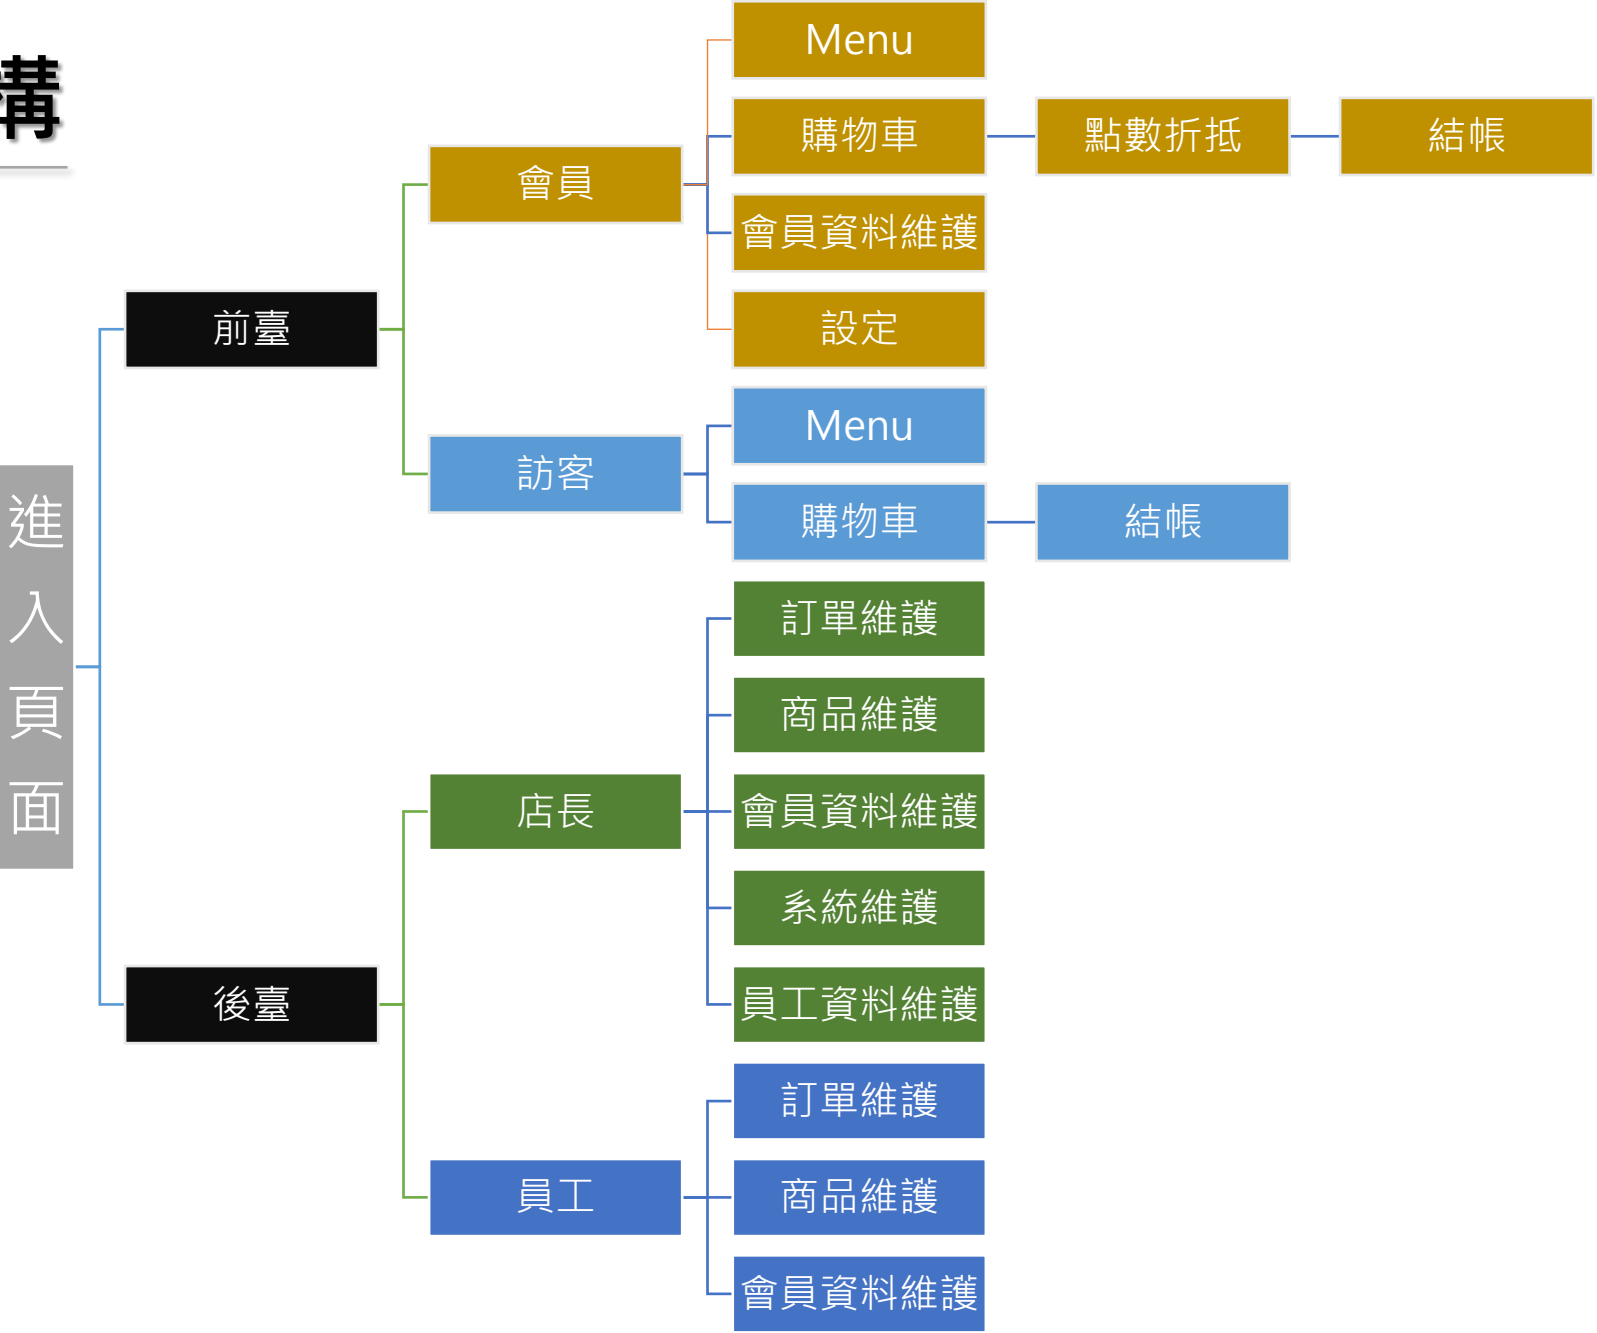 構
進入頁面
前臺
會員
Menu
購物車
點數折抵
結帳
會員資料維護
設定
訪客
Menu
購物車
結帳
後臺
店長
訂單維護
商品維護
會員資料維護
系統維護
員工資料維護
員工
訂單維護
商品維護
會員資料維護